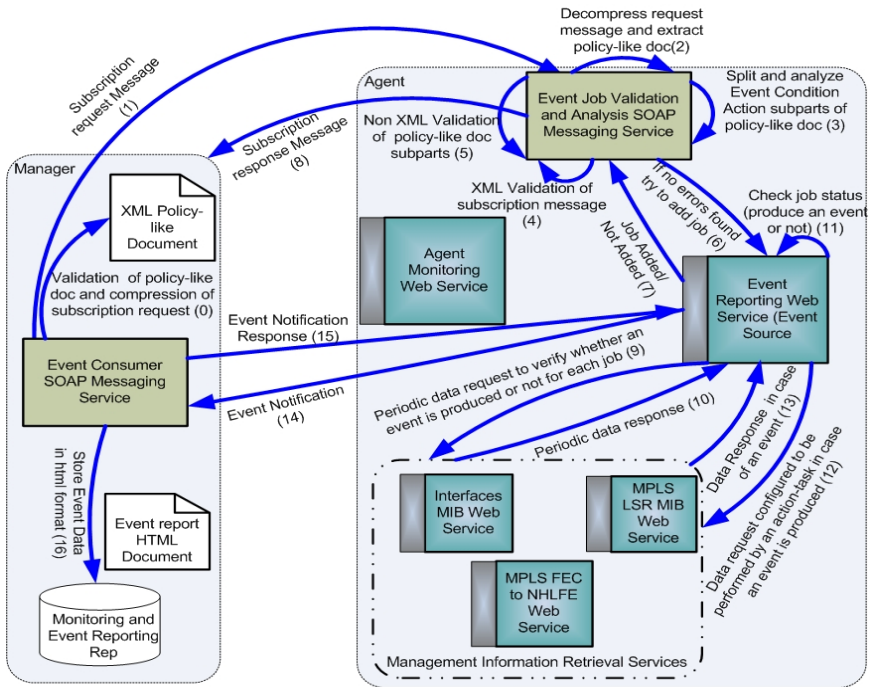 Decompress request
message and extract
policy-like doc(2)
Subscription
request Message
(1)
Agent
Event Job Validation
and Analysis SOAP
Messaging Service
Split and analyze
Event Condition
Action subparts of
policy-like doc (3)
Non XML Validation
of policy-like doc
subparts (5)
Subscription
response Message
(8)
XML Validation of
subscription message
(4)
If no errors found
try to add job (6)
Job Added/
Not Added (7)
Check job status
(produce an event
or not) (11)
Manager
XML Policy-
like
Document
Agent
Monitoring
Web Service
Event
Reporting Web
Service (Event
Source
Validation of policy-like
doc and compression of
subscription request (0)
Event Notification
Response (15)
Event Consumer
SOAP Messaging
Service
Event Notification
(14)
Periodic data request to verify whether an
event is produced or not for each job (9)
Periodic data response (10)
Data Response in case
of an event (13)
Data request configured to be
performed by an action-task in case
an event is produced (12)
Store Event Data
in html format (16)
Event report
HTML
Document
Monitoring and
Event Reporting
Rep
Interfaces
MIB Web
Service
MPLS
LSR MIB
Web
Service
MPLS FEC
to NHLFE
Web
Service
Management Information Retrieval Services